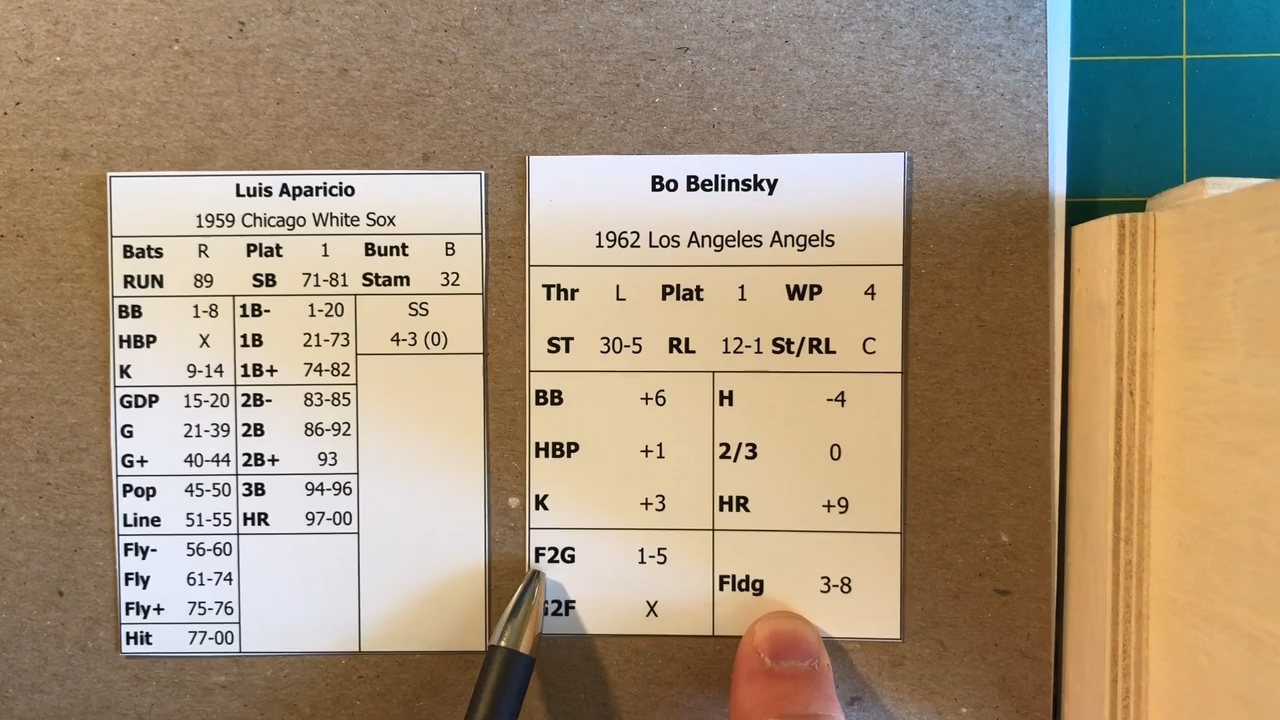 Luis Aparicio
1959 Chicago White Sox
Bats R Plat 1 Bunt B
RUN 89 SB 71-81 Stam 32
BB 1-8 1B- 1-20 SS
HBP X 1B 21-73 4-3 (0)
K 9-14 1B+ 74-82
GDP 15-20 2B- 83-85
G 21-39 2B 86-92
G+ 40-44 2B+ 93
Pop 45-50 3B 94-96
Line 51-55 HR 97-00
Fly- 56-60
Fly 61-74
Fly+ 75-76
Hit 77-00
Bo Belinsky
1962 Los Angeles Angels
Thr L Plat 1 WP 4
ST 30-5 RL 12-1 St/RL C
BB +6 H -4
HBP +1 2/3 0
K +3 HR +9
F2G 1-5
Fldg 3-8
G2F X